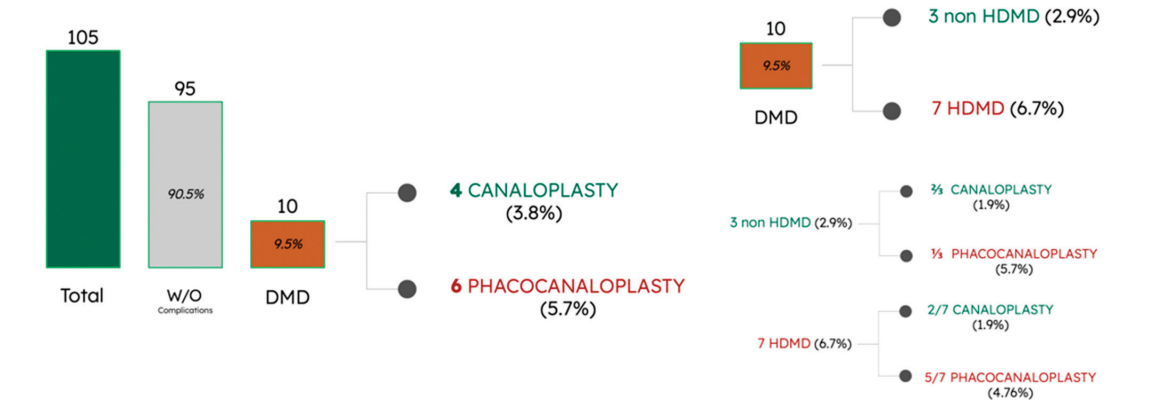 105
95
90.5%
10
9.5%
Total
W/O
Complications
DMD
4 CANALOPLASTY
(3.8%)
6 PHACOCANALOPLASTY
(5.7%)
10
9.5%
DMD
3 non HDMD (2.9%)
7 HDMD (6.7%)
3 non HDMD (2.9%)
⅔ CANALOPLASTY
(1.9%)
⅓ PHACOCANALOPLASTY
(5.7%)
7 HDMD (6.7%)
2/7 CANALOPLASTY
(1.9%)
5/7 PHACOCANALOPLASTY
(4.76%)